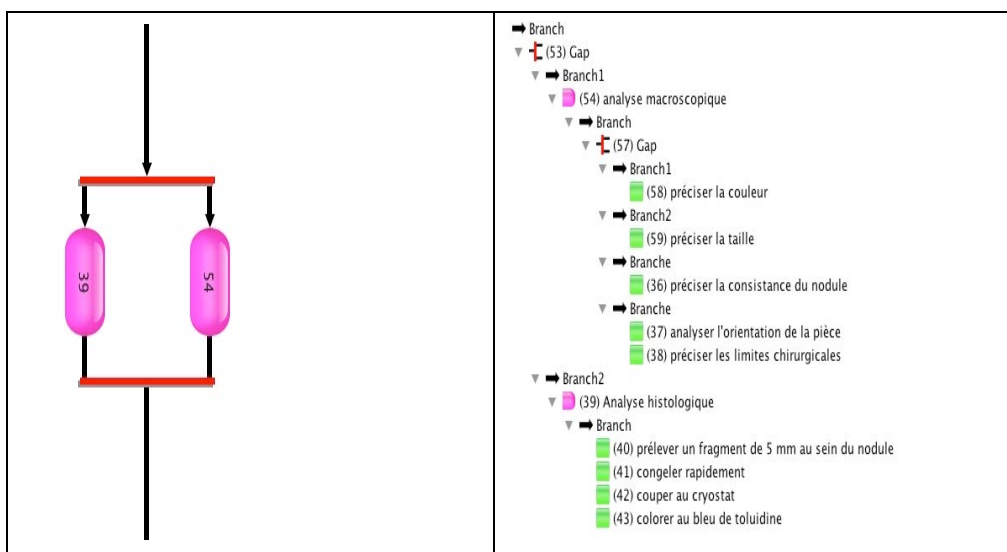 39
54
Branch
(53) Gap
Branch1
(54) analyse macroscopique
Branch
(57) Gap
Branch1
(58) préciser la couleur
Branch2
(59) préciser la taille
Branche
(36) préciser la consistance du nodule
Branche
(37) analyser l'orientation de la pièce
(38) préciser les limites chirurgicales
Branch2
(39) Analyse histologique
Branch
(40) prélever un fragment de 5 mm au sein du nodule
(41) congeler rapidement
(42) couper au cryostat
(43) colorer au bleu de toluidine